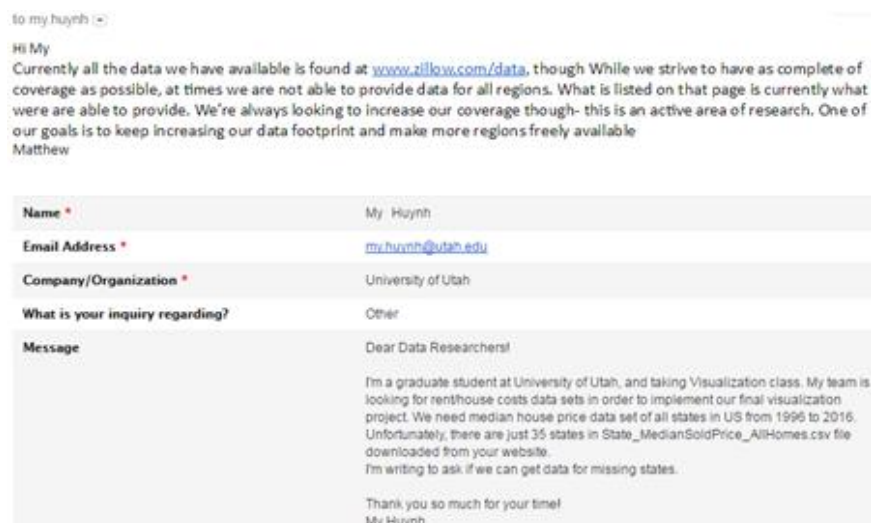 to my.huynh
Hi My
Currently all the data we have available is found at www.zillow.com/data, though While we strive to have as complete of
coverage as possible, at times we are not able to provide data for all regions. What is listed on that page is currently what
were are able to provide. We're always looking to increase our coverage though- this is an active area of research. One of
our goals is to keep increasing our data footprint and make more regions freely available
Matthew
Name * My Huynh
Email Address * my.huynh@utah.edu
Company/Organization * University of Utah
What is your inquiry regarding? Other
Message Dear Data Researchers!
I'm a graduate student at University of Utah, and taking Visualization class. My team is
looking for rent/house costs data sets in order to implement our final visualization
project. We need median house price data set of all states in US from 1996 to 2016.
Unfortunately, there are just 35 states in State_MedianSoldPrice_AllHomes.csv file
downloaded from your website.
I'm writing to ask if we can get data for missing states.
Thank you so much for your time!
My Huynh